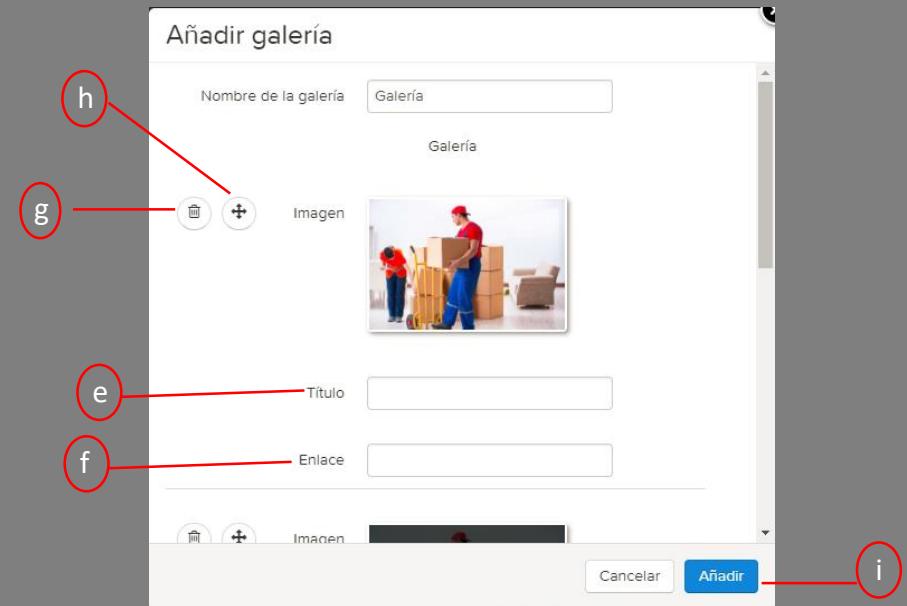 Añadir galería
h
Nombre de la galería Galería
Galería
g
Imagen
e
Título
f
Enlace
Imagen
Cancelar Añadir
i